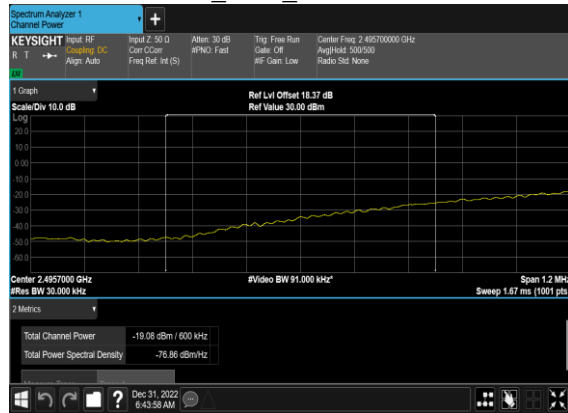 Spectrum Analyzer 1
Channel Power
KEYSIGHT
R T
Input: RF
Coupling: DC
Align: Auto
Input Z: 50 Ω
Corr CCorr
Freq Ref: Int (S)
Atten: 30 dB
#PNO: Fast
Trig: Free Run
Gate: Off
#IF Gain: Low
Center Freq: 2.495700000 GHz
Avg|Hold: 500/500
Radio Std: None
1 Graph
Scale/Div 10.0 dB
Ref Lvl Offset 18.37 dB
Ref Value 30.00 dBm
Log
20.0
10.0
0.00
-10.0
-20.0
-30.0
-40.0
-50.0
-60.0
Center 2.4957000 GHz
#Video BW 91.000 kHz*
Span 1.2 MHz
#Res BW 30.000 kHz
Sweep 1.67 ms (1001 pts
2 Metrics
Total Channel Power -19.08 dBm / 600 kHz
Total Power Spectral Density -76.86 dBm/Hz
?
Dec 31, 2022
6:43:58 AM